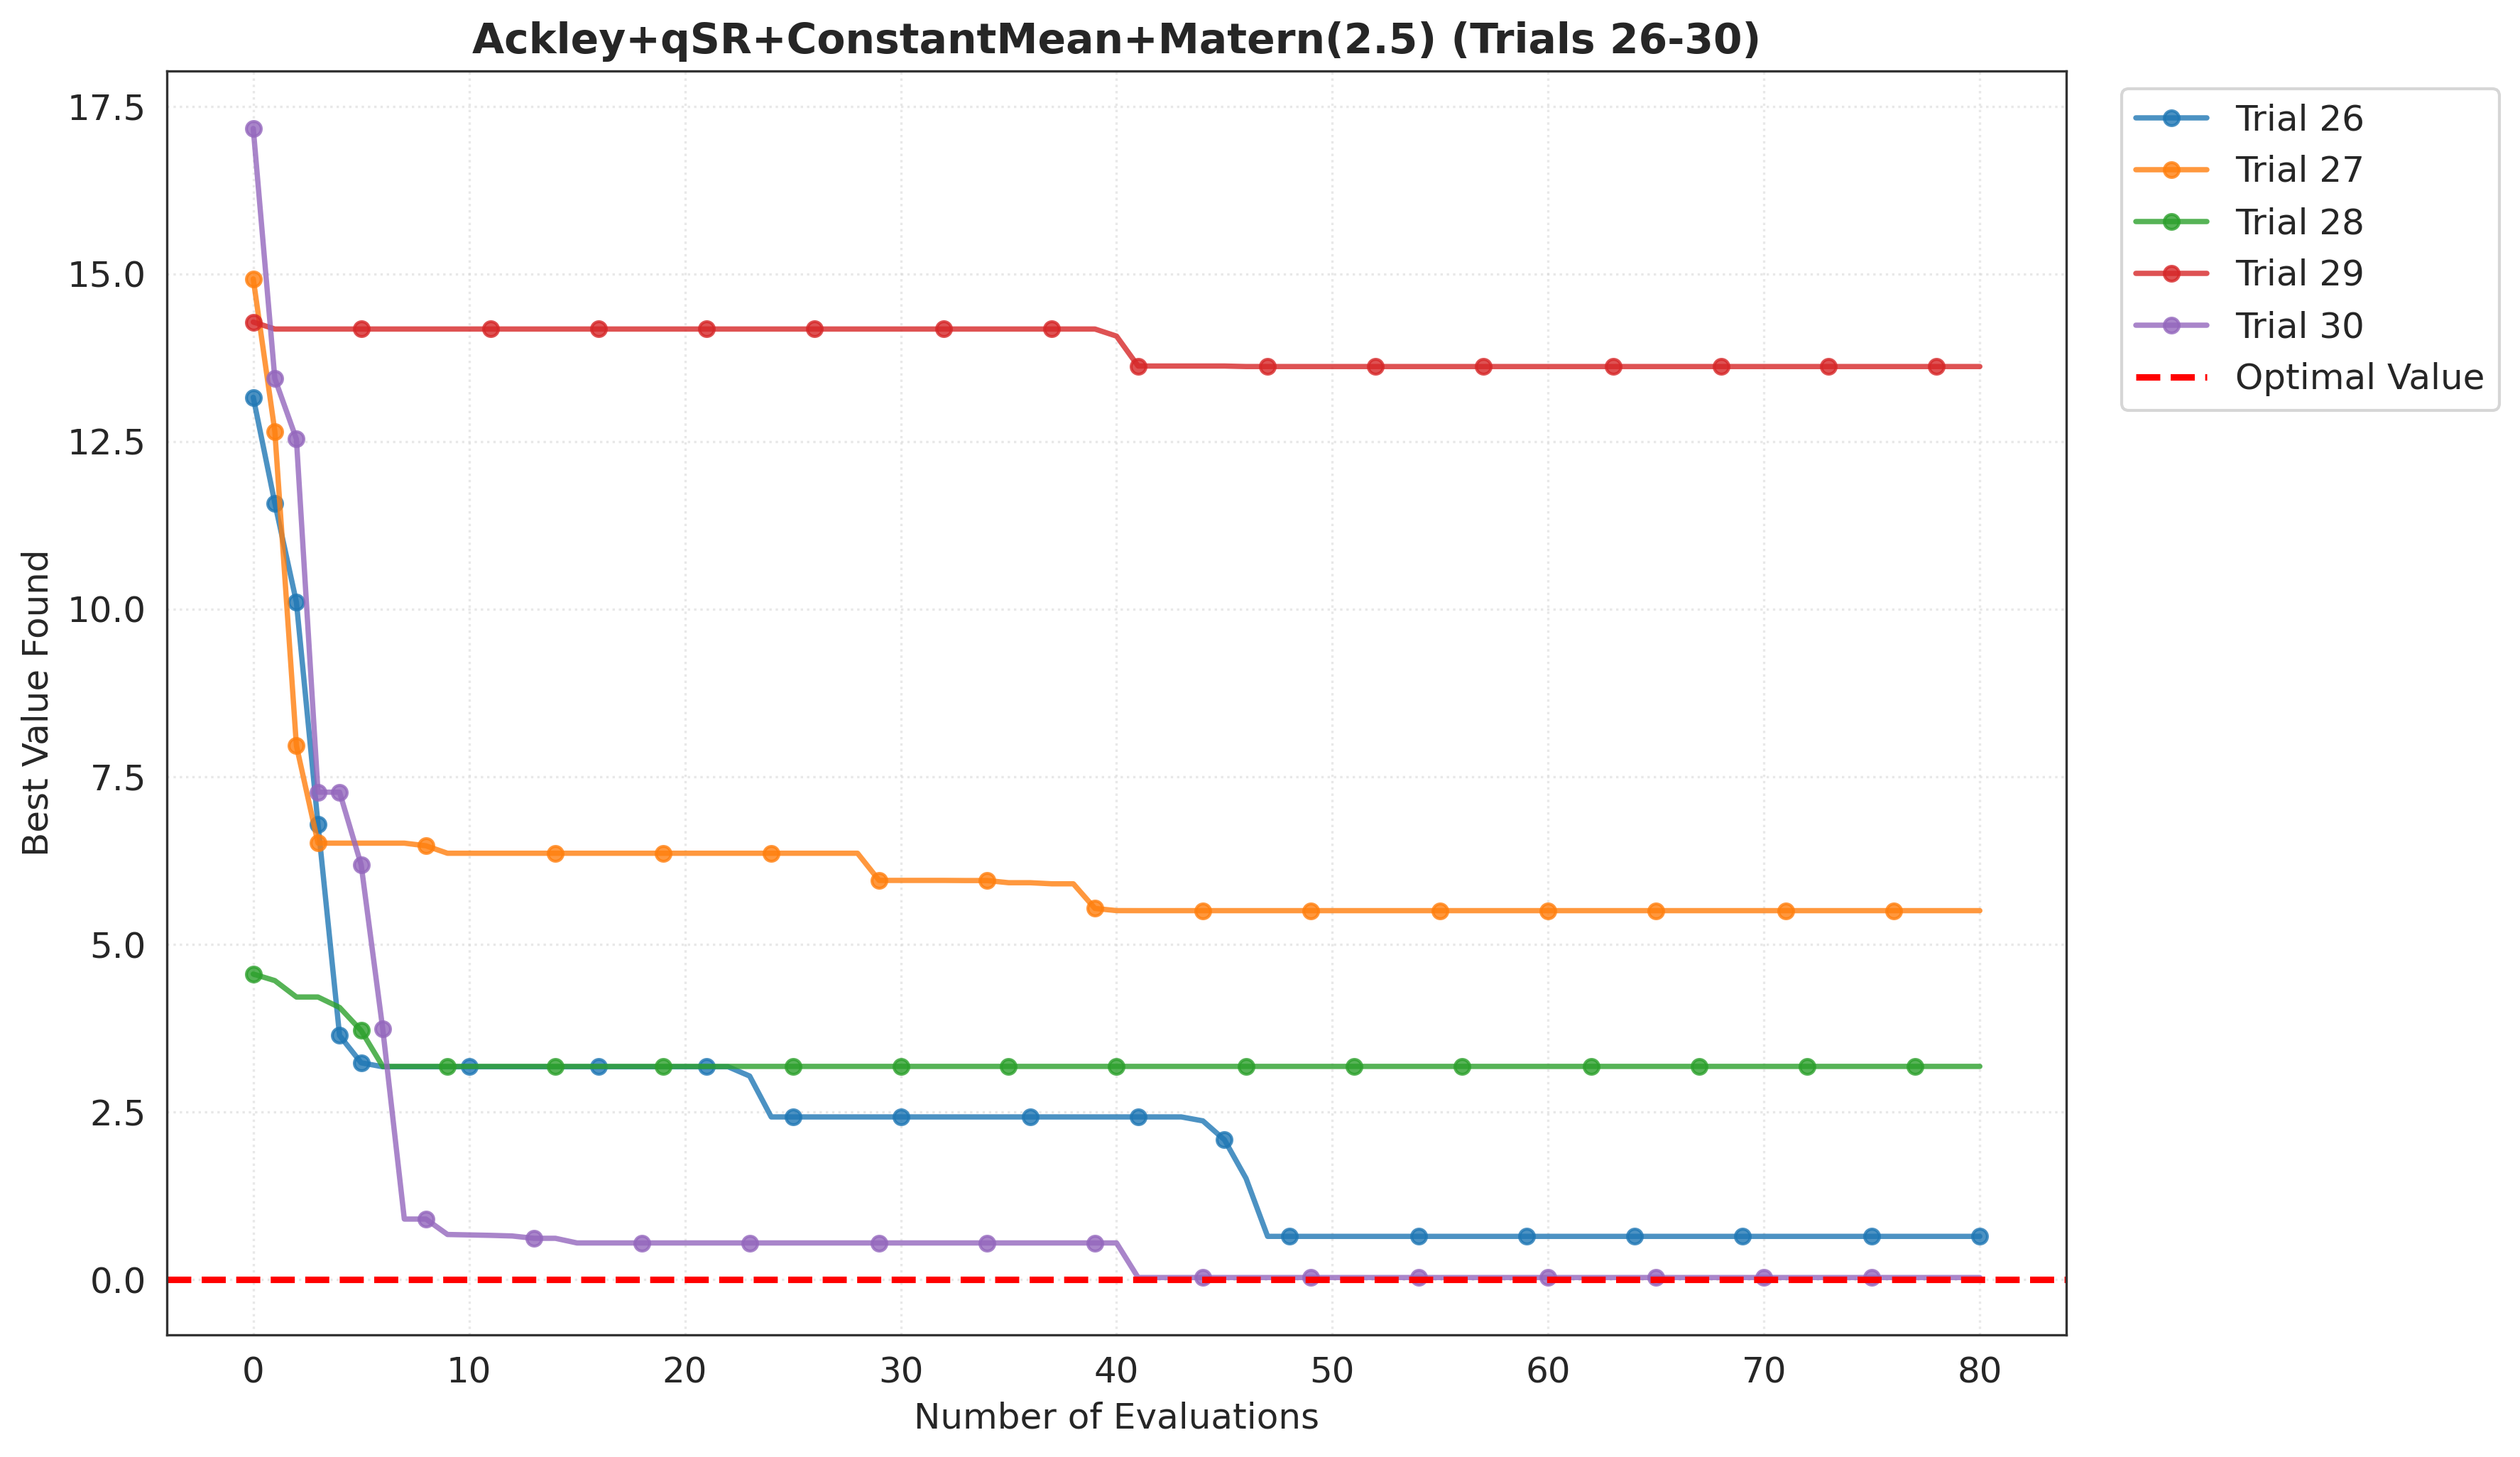 Ackley+qSR+ConstantMean+Matern(2.5) (Trials 26-30)
Best Value Found
17.5
15.0
12.5
10.0
7.5
5.0
2.5
0.0
0 10 20 30 40 50 60 70 80
Number of Evaluations
Trial 26
Trial 27
Trial 28
Trial 29
Trial 30
Optimal Value